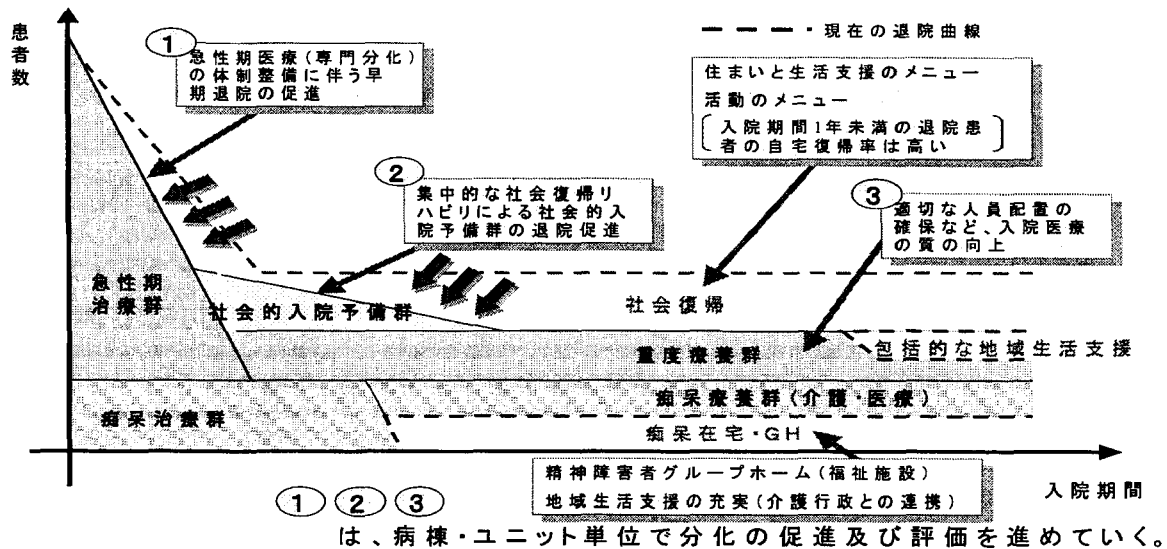 患者数
現在の退院曲線
①
急性期医療(専門分化)
の体制整備に伴う早
期退院の促進
住まいと生活支援のメニュー
活動のメニュー
入院期間1年未満の退院患
者の自宅復帰率は高い
②
集中的な社会復帰リ
ハビリによる社会的入
院予備群の退院促進
③
適切な人員配置の
確保など、入院医療
の質の向上
急性期
治療群
社会的入院予備群
社会復帰
重度療養群
包括的な地域生活支援
痴呆治療群
痴呆療養群(介護・医療)
痴呆在宅・GH
精神障害者グループホーム(福祉施設)
地域生活支援の充実(介護行政との連携)
入院期間
①②③
は、病棟・ユニット単位で分化の促進及び評価を進めていく。